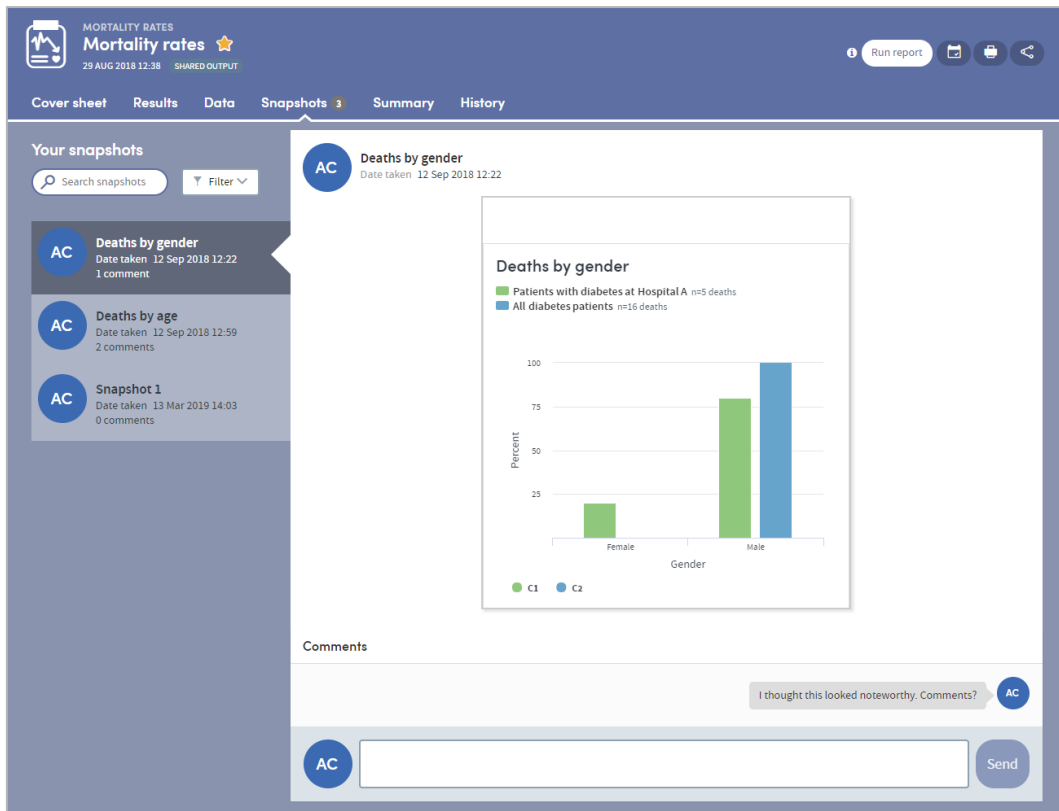 MORTALITY RATES
Mortality rates
29 AUG 2018 12:38 SHARED OUTPUT
Run report
Cover sheet Results Data Snapshots 3 Summary History
Your snapshots
Search snapshots Filter
AC
Deaths by gender
Date taken 12 Sep 2018 12:22
1 comment
AC
Deaths by age
Date taken 12 Sep 2018 12:59
2 comments
AC
Snapshot 1
Date taken 13 Mar 2019 14:03
0 comments
AC
Deaths by gender
Date taken 12 Sep 2018 12:22
Deaths by gender
Patients with diabetes at Hospital A n=5 deaths
All diabetes patients n=16 deaths
100
75
50
25
Percent
Female Male
Gender
C1 C2
Comments
I thought this looked noteworthy. Comments? AC
AC Send